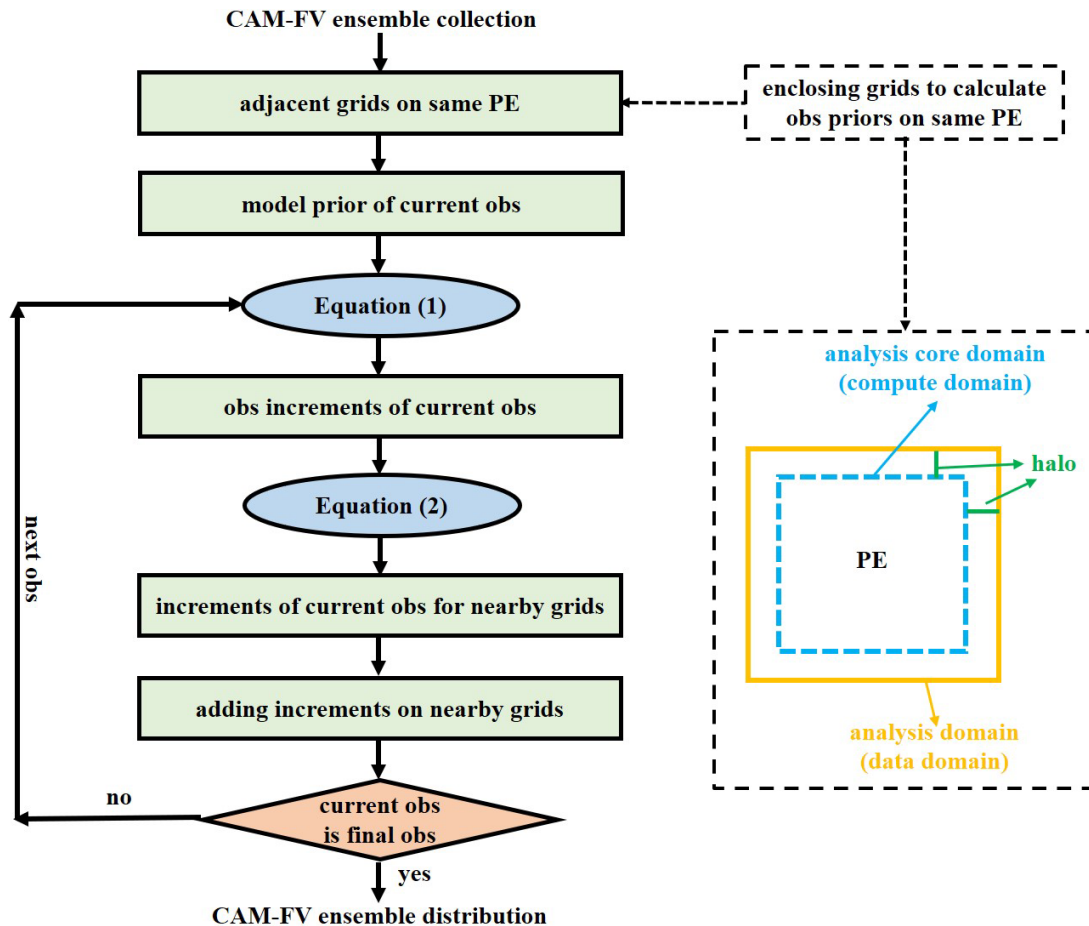 CAM-FV ensemble collection
adjacent grids on same PE
enclosing grids to calculate
obs priors on same PE
model prior of current obs
Equation (1)
obs increments of current obs
Equation (2)
increments of current obs for nearby grids
adding increments on nearby grids
current obs
is final obs
no
yes
next obs
CAM-FV ensemble distribution
analysis core domain
(compute domain)
halo
PE
analysis domain
(data domain)